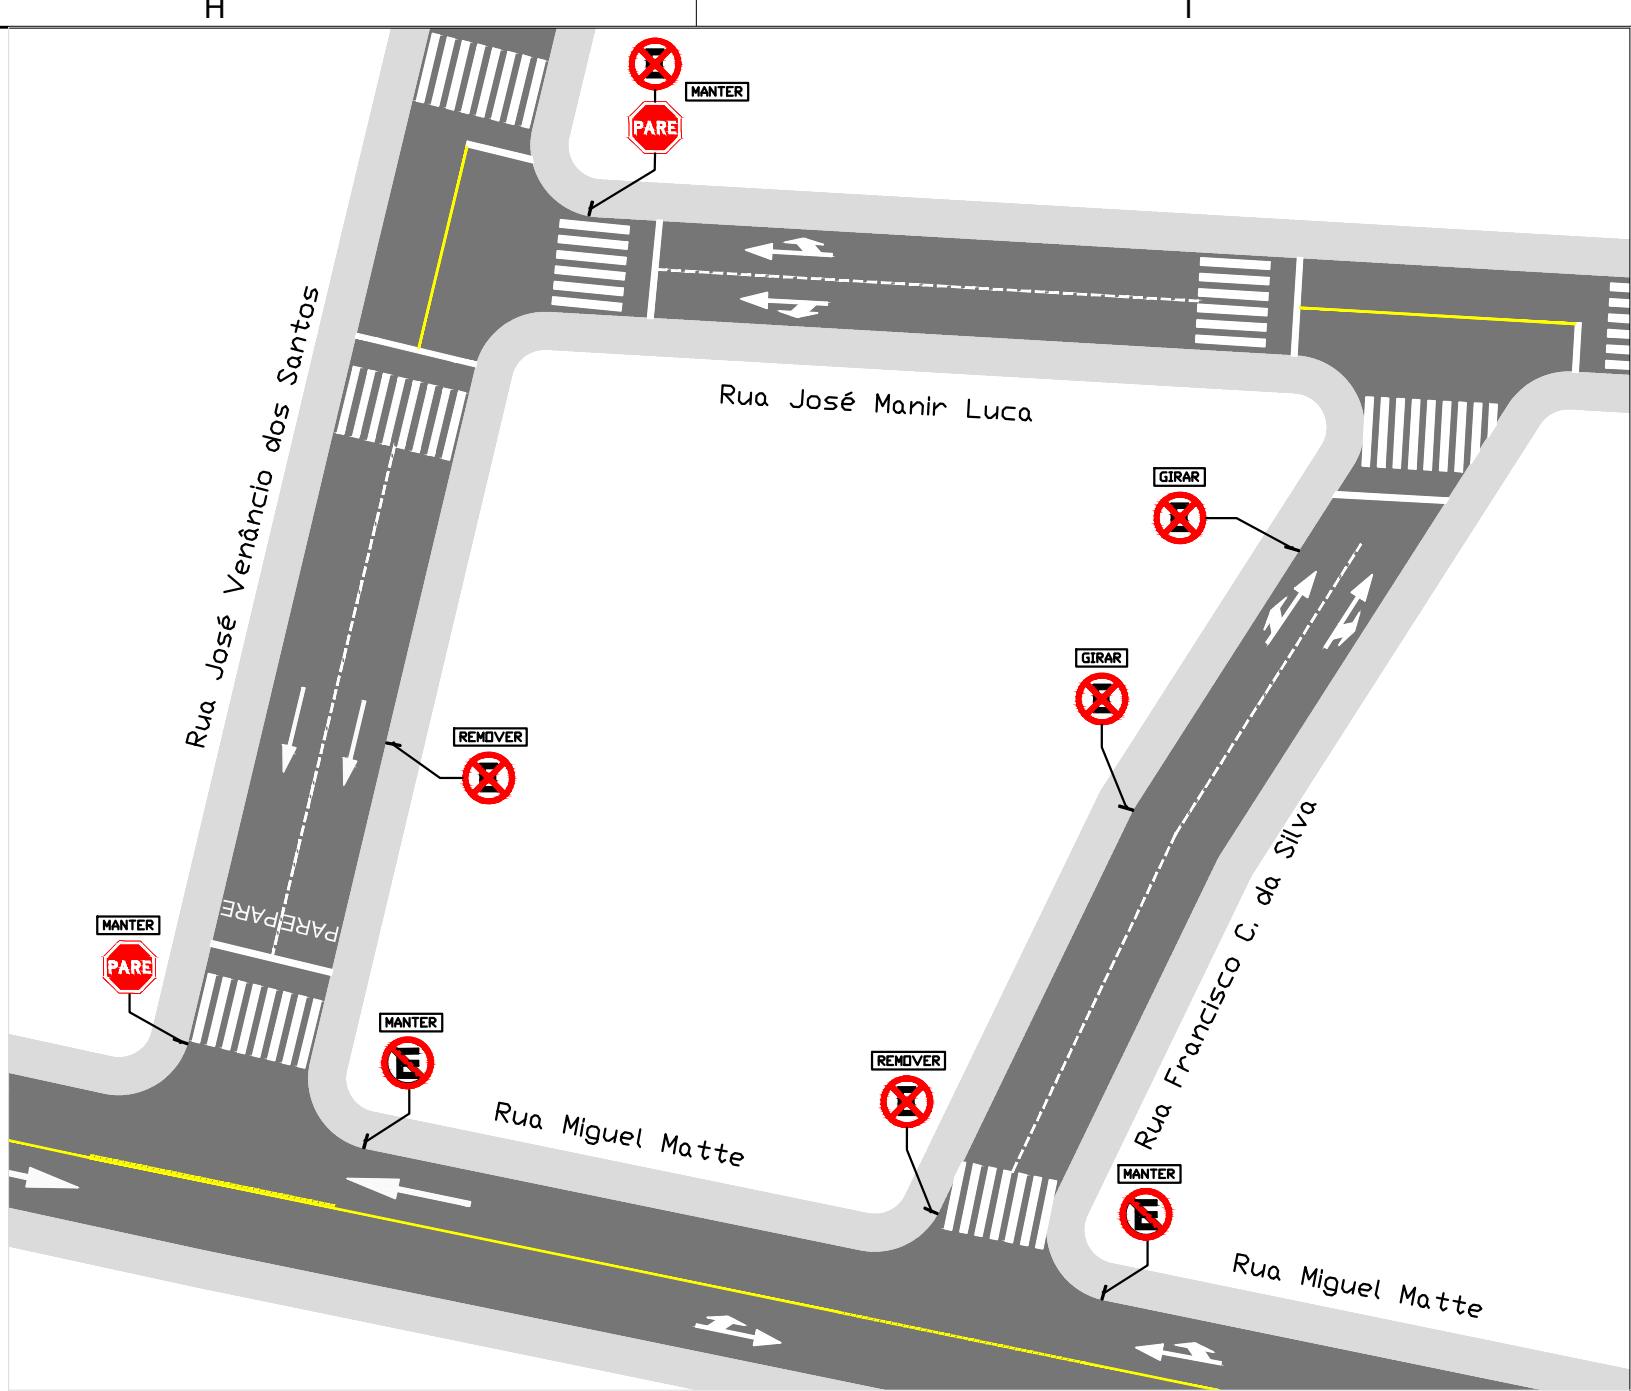 H
I
MANTER
PARE
Rua José Manir Luca
Rua José Venâncio dos Santos
GIRAR
GIRAR
REMOVER
PARE
PARE
MANTER
PARE
MANTER
E
REMOVER
Rua Miguel Matte
Rua Francisco C. da Silva
MANTER
E
Rua Miguel Matte